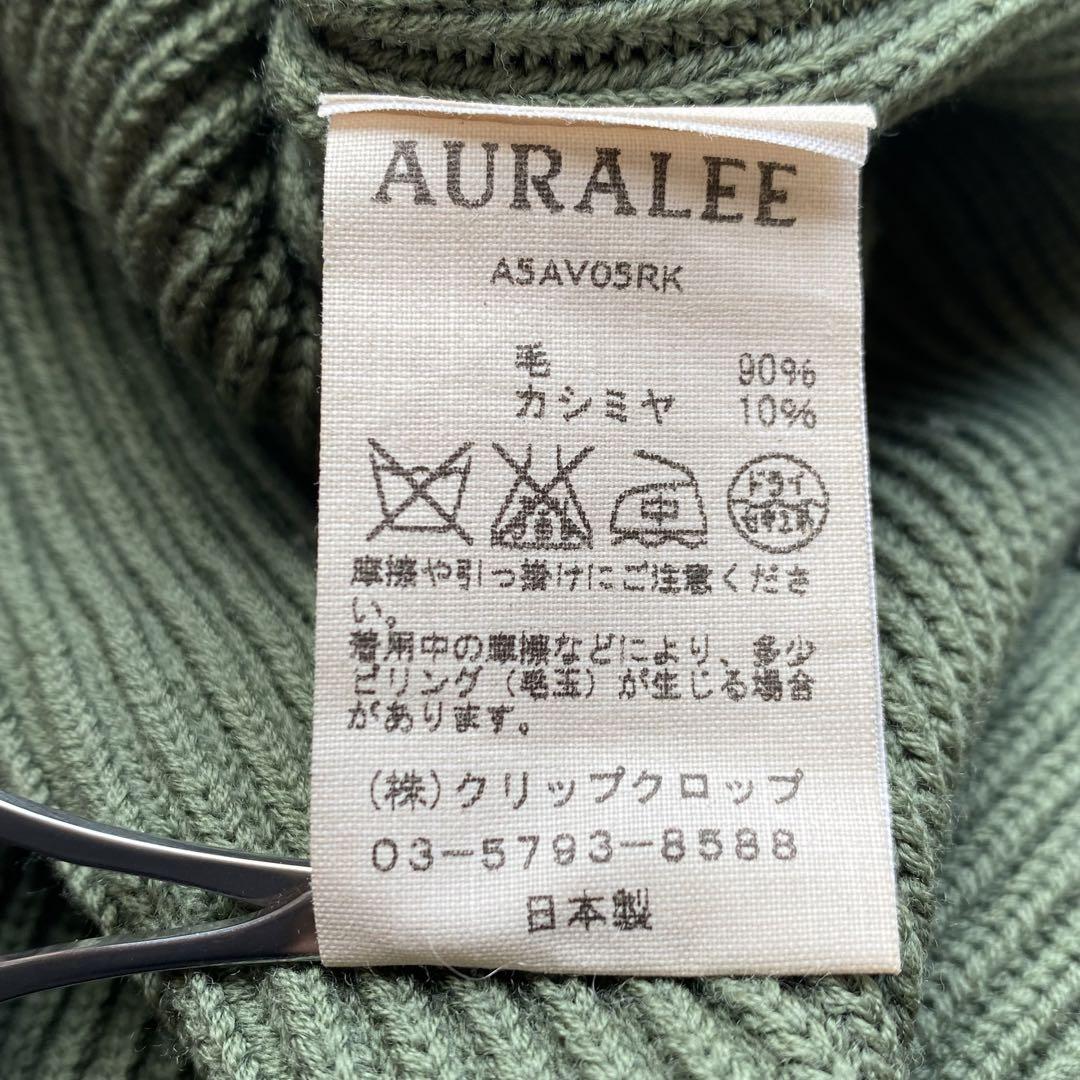 AURALEE
A5AV05RK
毛 90%
カシミヤ 10%
中
ドライ
摩擦や引っ掛けにご注意くださ
い。
着用中の摩擦などにより、多少
ピリング（毛玉）が生じる場合
があります。
(株)クリップクロップ
03-5793-8588
日本製